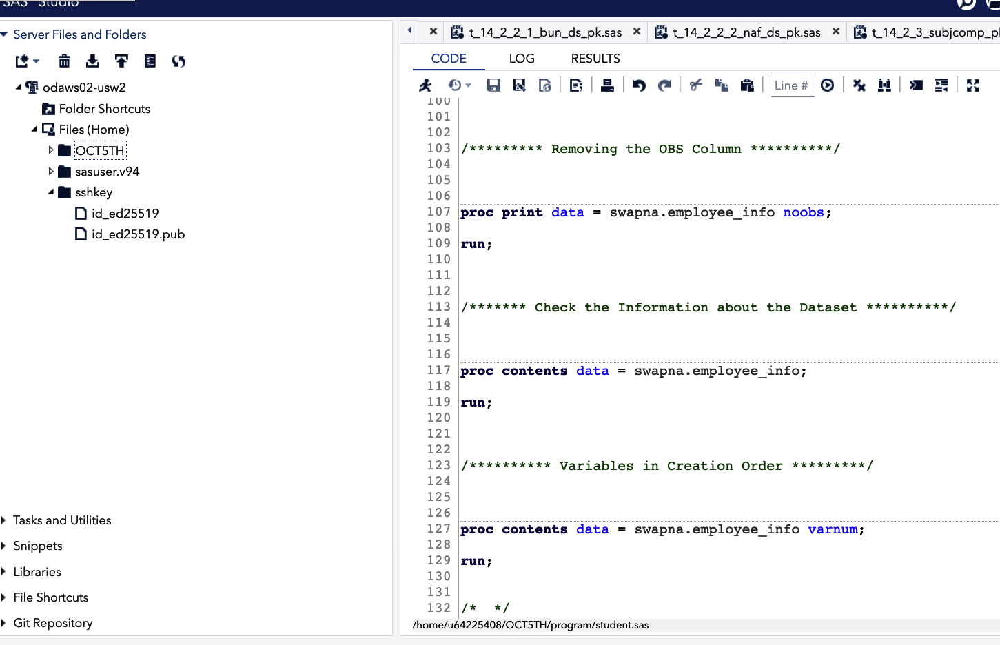 SAS® Studio
Server Files and Folders
odaws02-usw2
Folder Shortcuts
Files (Home)
OCT5TH
sasuser.v94
sshkey
id_ed25519
id_ed25519.pub
Tasks and Utilities
Snippets
Libraries
File Shortcuts
Git Repository
t_14_2_2_1_bun_ds_pk.sas
t_14_2_2_2_naf_ds_pk.sas
t_14_2_3_subjcomp_pl
CODE LOG RESULTS
Line #
100
101
102
103 /********* Removing the OBS Column **********/
104
105
106
107 proc print data = swapna.employee_info noobs;
108
109 run;
110
111
112
113 /******* Check the Information about the Dataset **********/
114
115
116
117 proc contents data = swapna.employee_info;
118
119 run;
120
121
122
123 /********** Variables in Creation Order *********/
124
125
126
127 proc contents data = swapna.employee_info varnum;
128
129 run;
130
131
132 /*  */
/home/u64225408/OCT5TH/program/student.sas